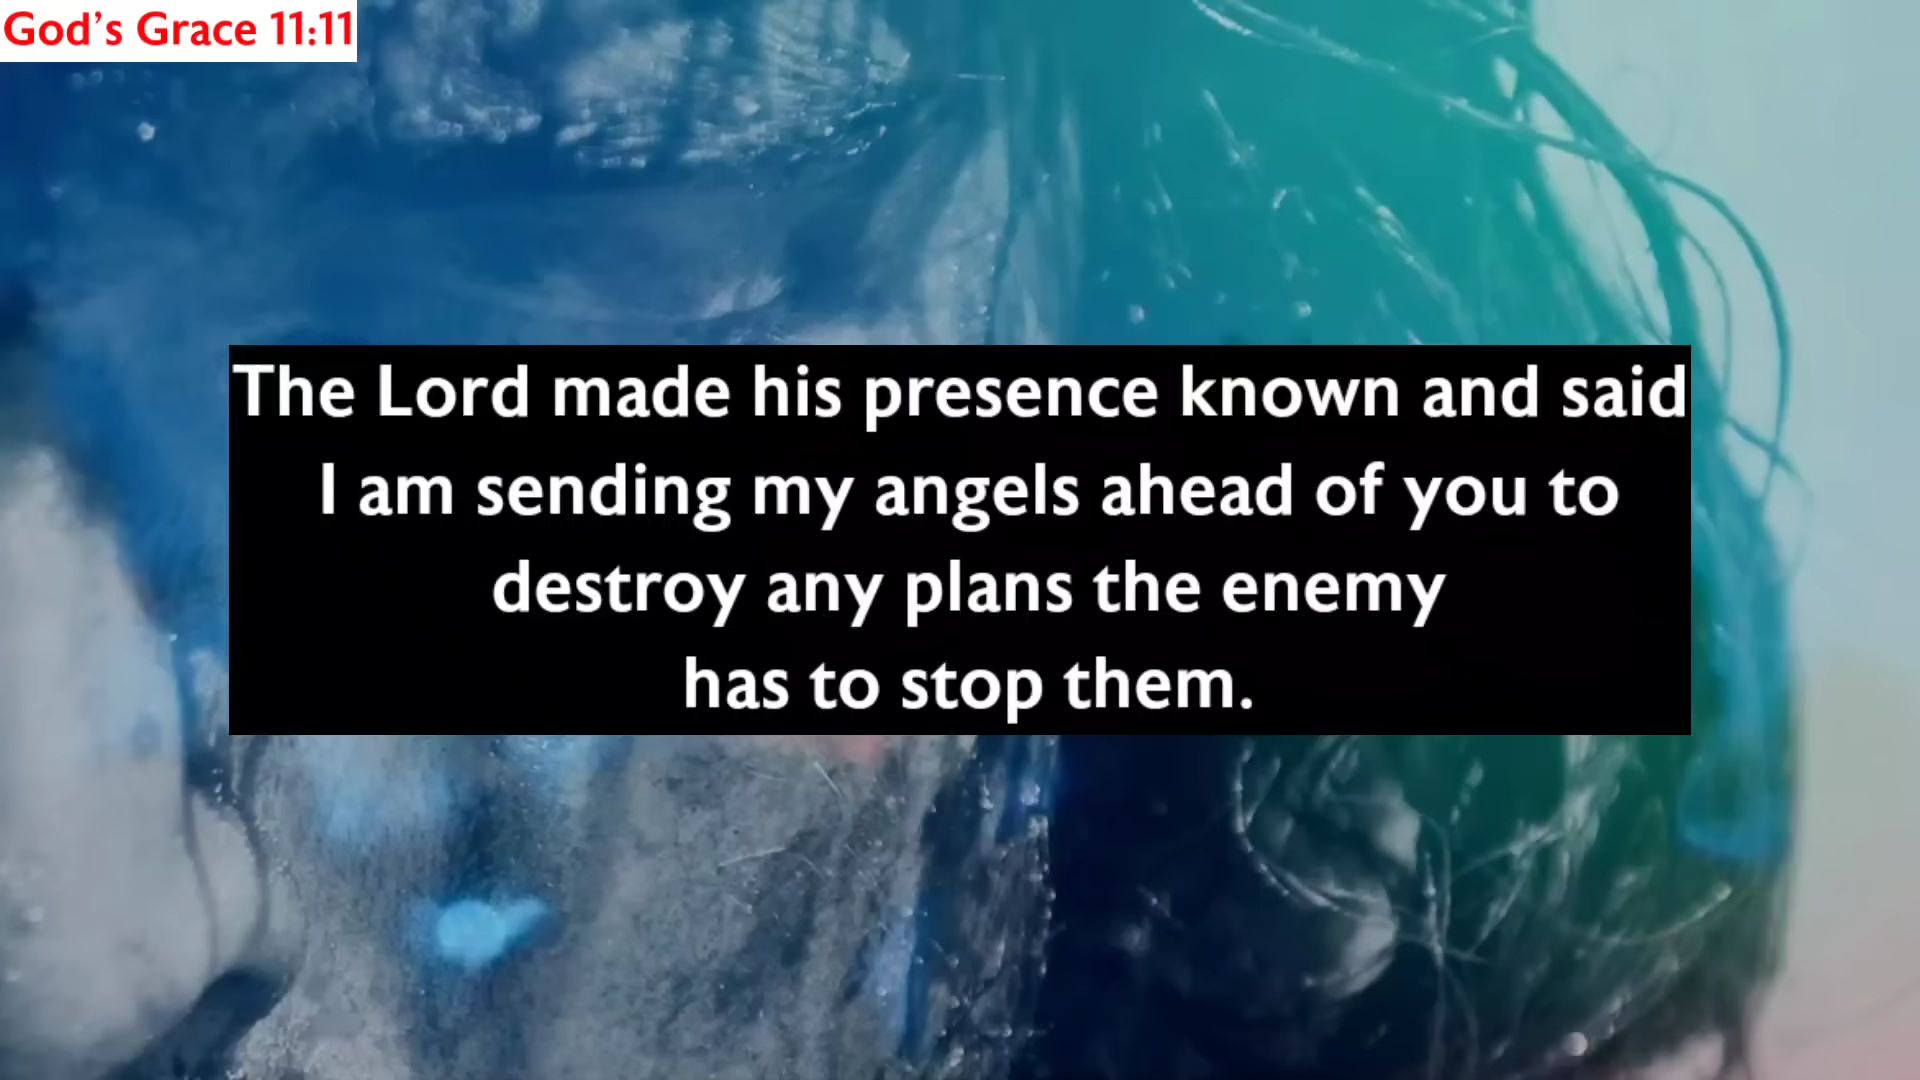 God's Grace 11:11
The Lord made his presence known and said
I am sending my angels ahead of you to
destroy any plans the enemy
has to stop them.